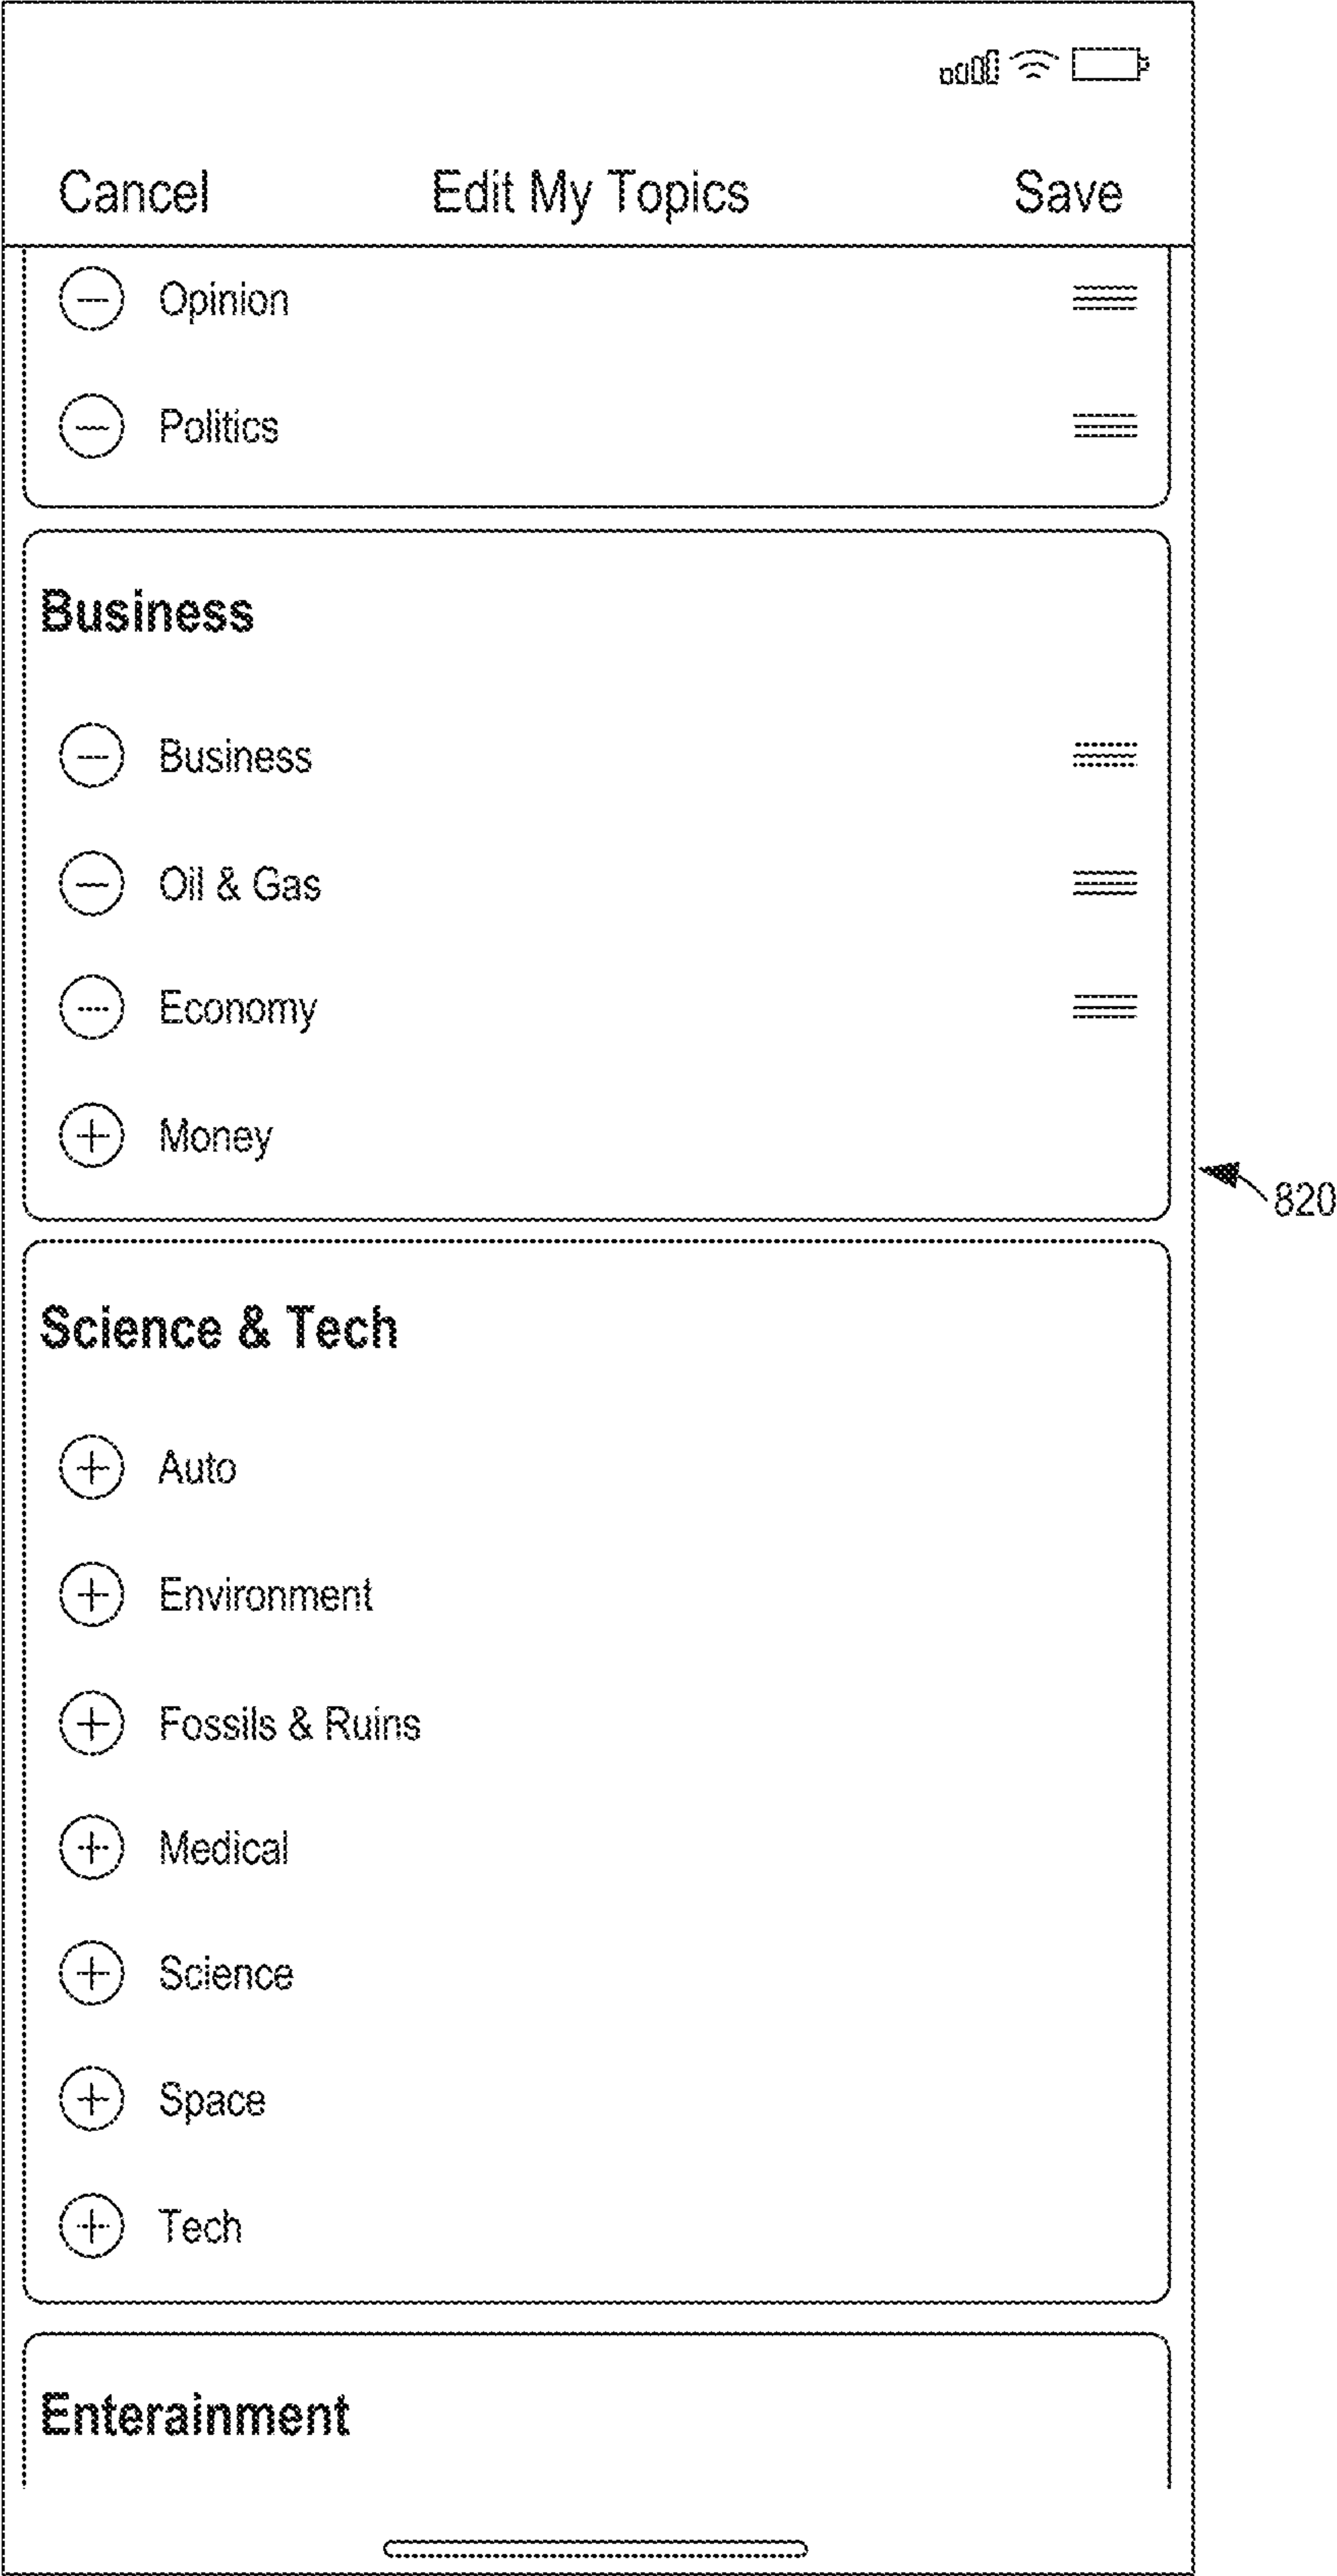 Cancel Edit My Topics Save
Opinion
Politics
Business
Business
Oil & Gas
Economy
Money
820
Science & Tech
Auto
Environment
Fossils & Ruins
Medical
Science
Space
Tech
Enterainment